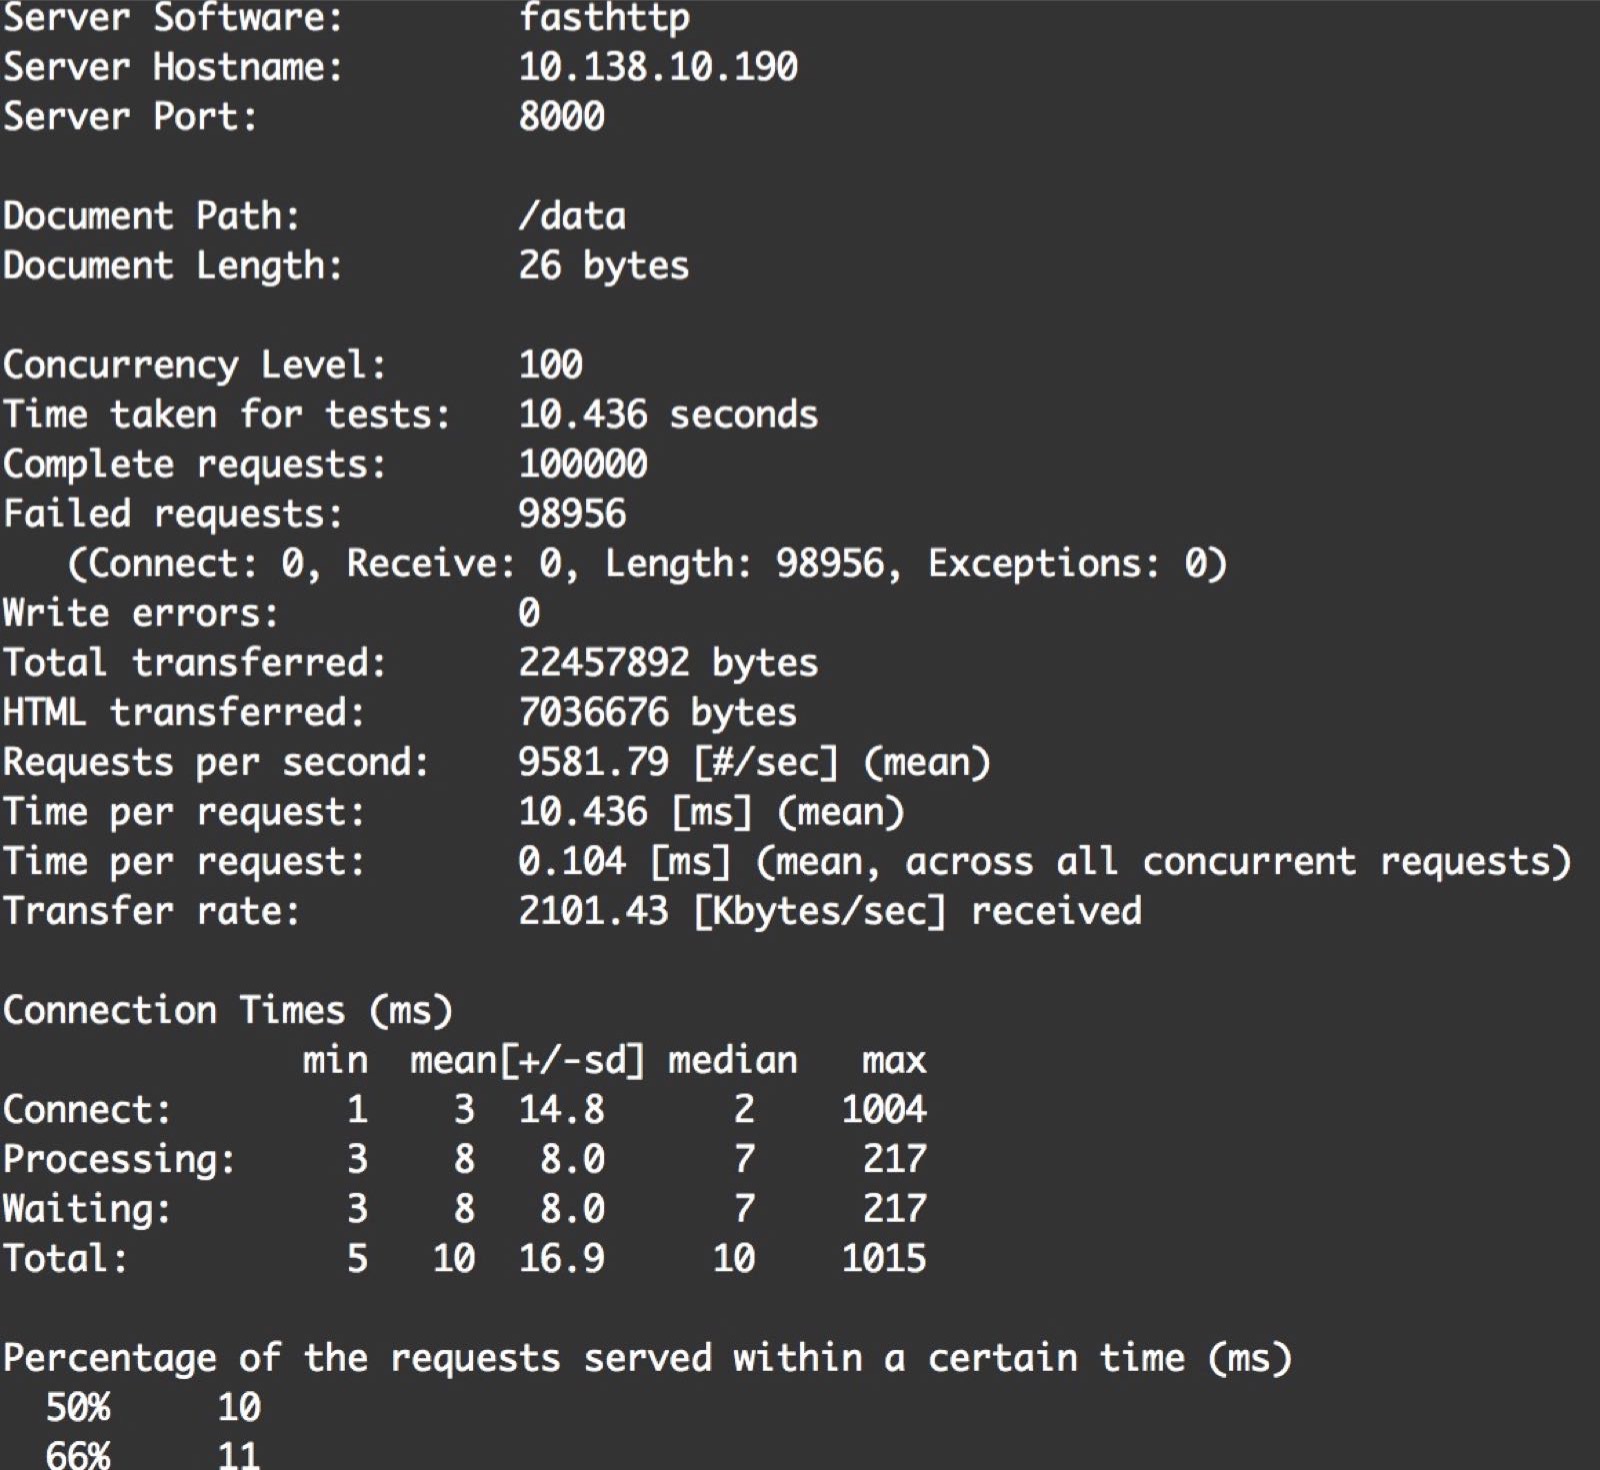 Server Software:        fasthttp
Server Hostname:        10.138.10.190
Server Port:            8000

Document Path:          /data
Document Length:        26 bytes

Concurrency Level:      100
Time taken for tests:   10.436 seconds
Complete requests:      100000
Failed requests:        98956
   (Connect: 0, Receive: 0, Length: 98956, Exceptions: 0)
Write errors:           0
Total transferred:      22457892 bytes
HTML transferred:       7036676 bytes
Requests per second:    9581.79 [#/sec] (mean)
Time per request:       10.436 [ms] (mean)
Time per request:       0.104 [ms] (mean, across all concurrent requests)
Transfer rate:          2101.43 [Kbytes/sec] received

Connection Times (ms)
              min  mean[+/-sd] median   max
Connect:        1    3  14.8      2    1004
Processing:     3    8   8.0      7     217
Waiting:        3    8   8.0      7     217
Total:          5   10  16.9     10    1015

Percentage of the requests served within a certain time (ms)
  50%     10
  66%     11